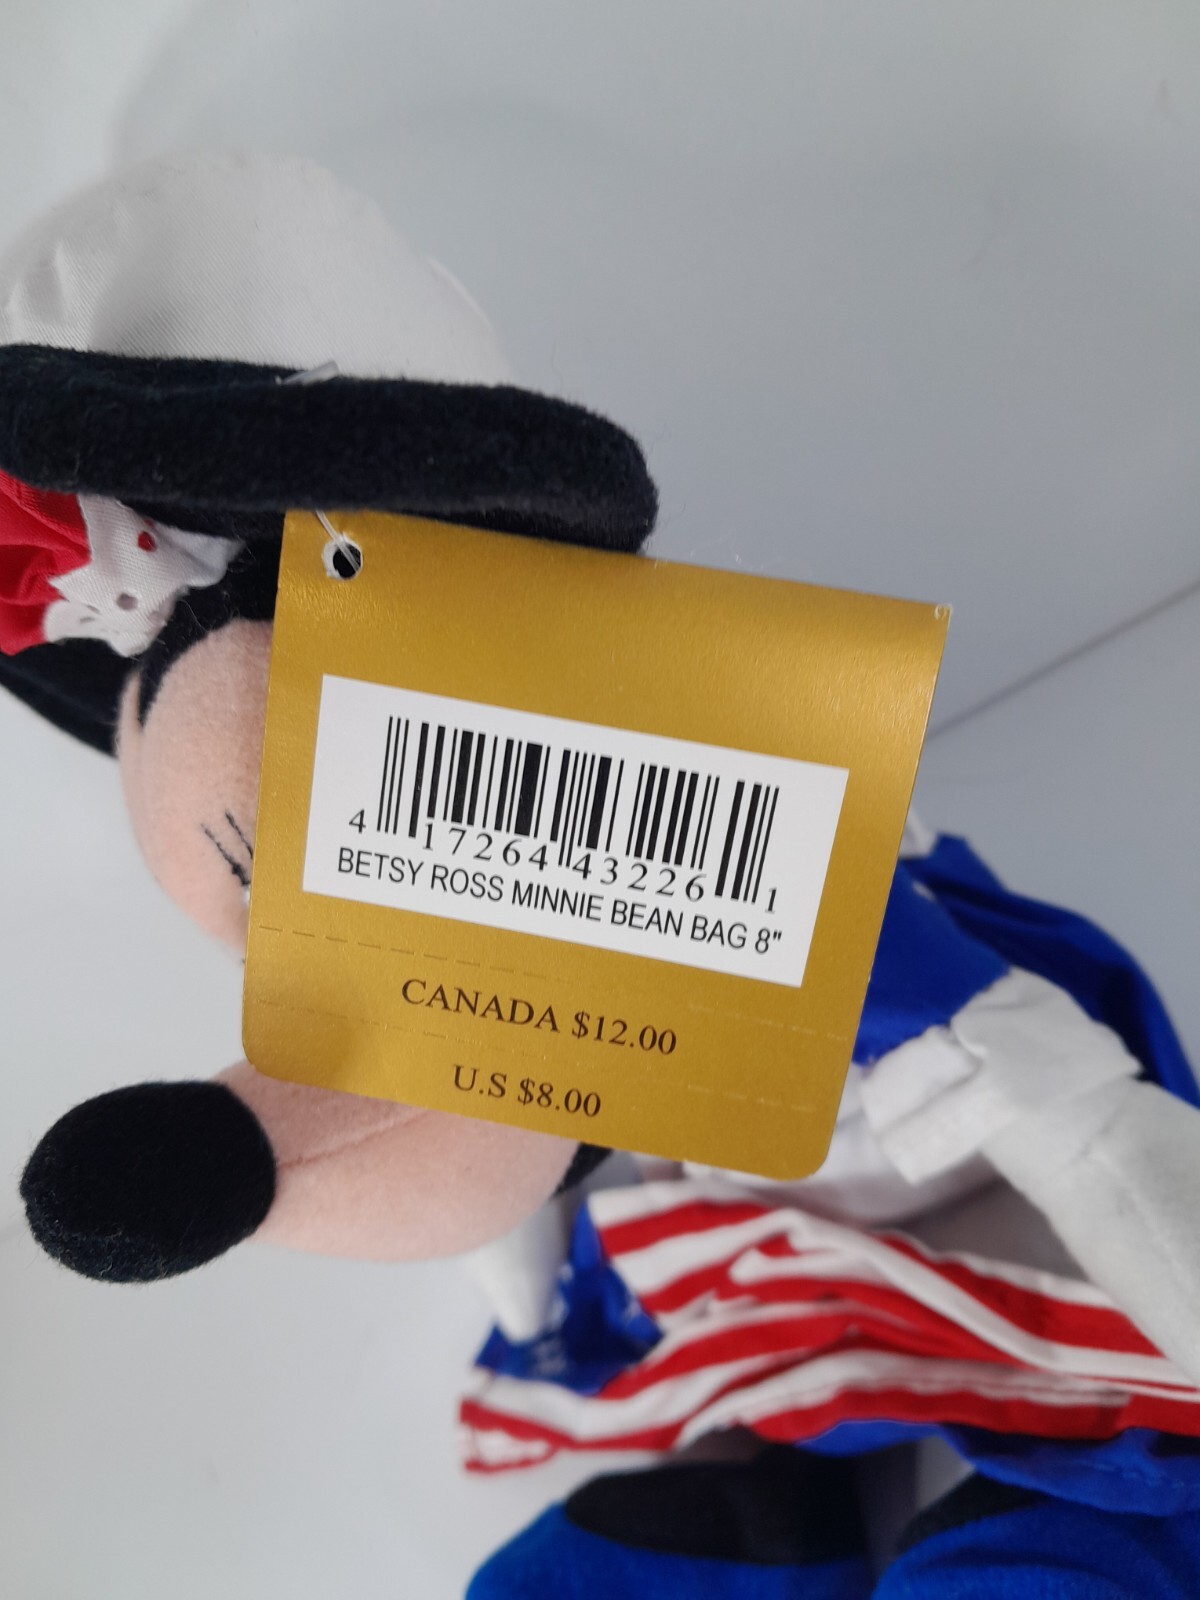 4 17264 43226 1
BETSY ROSS MINNIE BEAN BAG 8"
CANADA $12.00
U.S $8.00